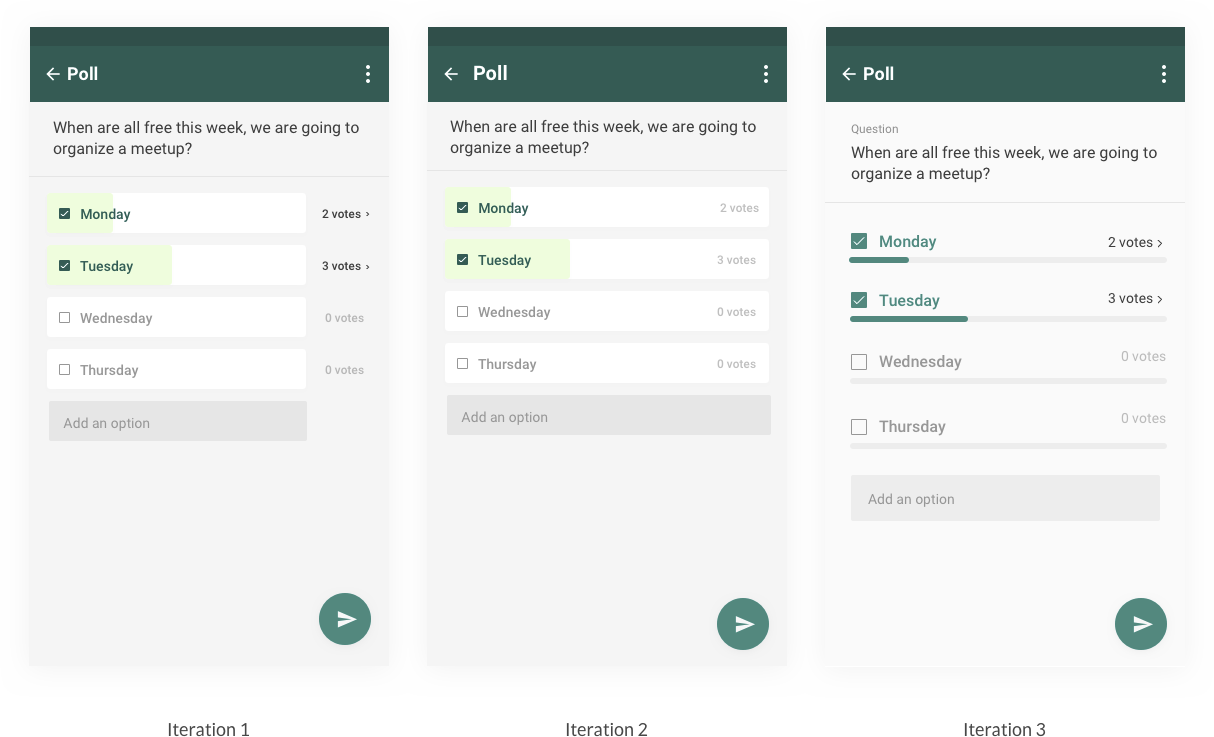 Poll
When are all free this week, we are going to
organize a meetup?
Monday 2 votes ›
Tuesday 3 votes ›
Wednesday 0 votes
Thursday 0 votes
Add an option
Iteration 1
Poll
When are all free this week, we are going to
organize a meetup?
Monday 2 votes
Tuesday 3 votes
Wednesday 0 votes
Thursday 0 votes
Add an option
Iteration 2
Poll
Question
When are all free this week, we are going to
organize a meetup?
Monday 2 votes ›
Tuesday 3 votes ›
Wednesday 0 votes
Thursday 0 votes
Add an option
Iteration 3